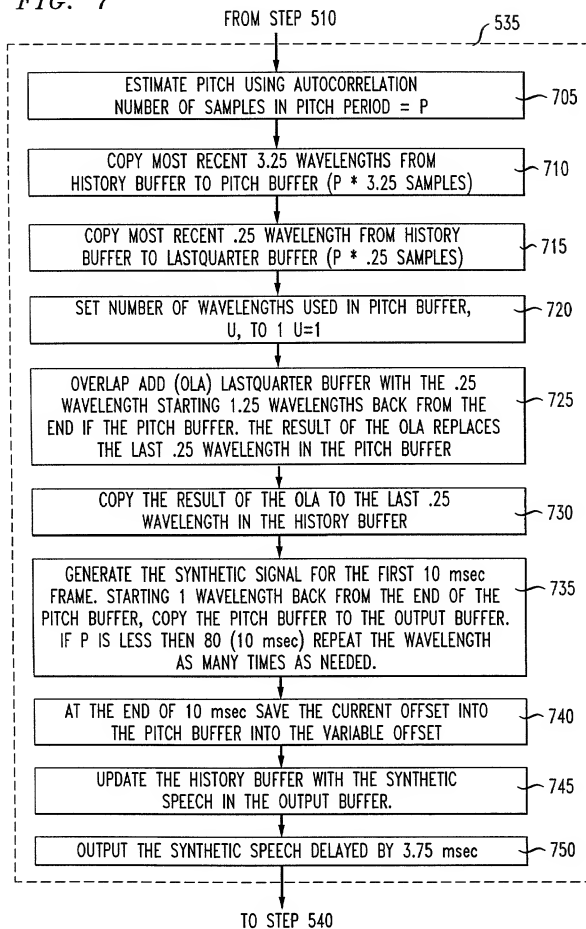 FIG. 7
FROM STEP 510
535
ESTIMATE PITCH USING AUTOCORRELATION
NUMBER OF SAMPLES IN PITCH PERIOD = P
705
COPY MOST RECENT 3.25 WAVELENGTHS FROM
HISTORY BUFFER TO PITCH BUFFER (P * 3.25 SAMPLES)
710
COPY MOST RECENT .25 WAVELENGTH FROM HISTORY
BUFFER TO LASTQUARTER BUFFER (P * .25 SAMPLES)
715
SET NUMBER OF WAVELENGTHS USED IN PITCH BUFFER,
U, TO 1 U=1
720
OVERLAP ADD (OLA) LASTQUARTER BUFFER WITH THE .25
WAVELENGTH STARTING 1.25 WAVELENGTHS BACK FROM THE
END IF THE PITCH BUFFER. THE RESULT OF THE OLA REPLACES
THE LAST .25 WAVELENGTH IN THE PITCH BUFFER
725
COPY THE RESULT OF THE OLA TO THE LAST .25
WAVELENGTH IN THE HISTORY BUFFER
730
GENERATE THE SYNTHETIC SIGNAL FOR THE FIRST 10 msec
FRAME. STARTING 1 WAVELENGTH BACK FROM THE END OF THE
PITCH BUFFER, COPY THE PITCH BUFFER TO THE OUTPUT BUFFER.
IF P IS LESS THEN 80 (10 msec) REPEAT THE WAVELENGTH
AS MANY TIMES AS NEEDED.
735
AT THE END OF 10 msec SAVE THE CURRENT OFFSET INTO
THE PITCH BUFFER INTO THE VARIABLE OFFSET
740
UPDATE THE HISTORY BUFFER WITH THE SYNTHETIC
SPEECH IN THE OUTPUT BUFFER.
745
OUTPUT THE SYNTHETIC SPEECH DELAYED BY 3.75 msec
750
TO STEP 540